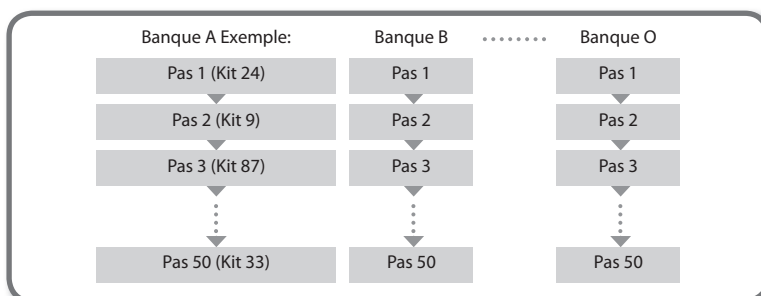 Banque A Exemple: Banque B ........ Banque O
Pas 1 (Kit 24) Pas 1 Pas 1
Pas 2 (Kit 9) Pas 2 Pas 2
Pas 3 (Kit 87) Pas 3 Pas 3
Pas 50 (Kit 33) Pas 50 Pas 50